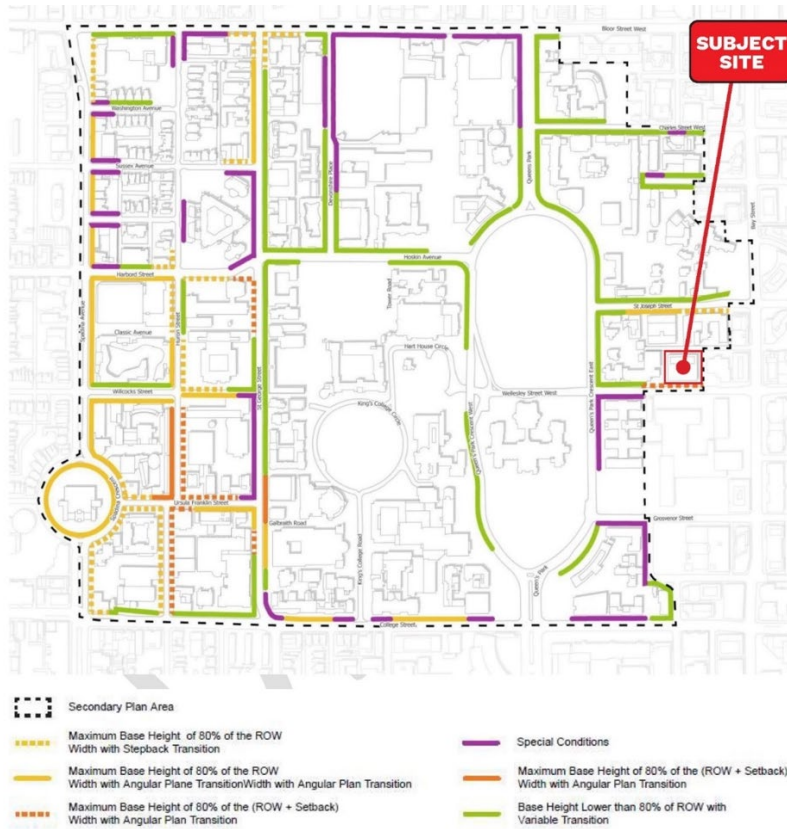 Bloor Street West
SUBJECT
SITE
Washington Avenue
Charles Street West
Sussex Avenue
Devonshire Place
Queen's Park
Bay Street
Hoskin Avenue
Harbord Street
Tower Road
St Joseph Street
Spadina Avenue
Classic Avenue
Huron Street
Hart House Circle
Willcocks Street
St George Street
King's College Circle
Queen's Park Crescent West
Wellesley Street West
Queen's Park Crescent East
Ursula Franklin Street
Galbraith Road
Grosvenor Street
King's College Road
Queen's Park
College Street
Secondary Plan Area
Maximum Base Height of 80% of the ROW
Width with Stepback Transition
Maximum Base Height of 80% of the ROW
Width with Angular Plane TransitionWidth with Angular Plan Transition
Maximum Base Height of 80% of the (ROW + Setback)
Width with Angular Plan Transition
Special Conditions
Maximum Base Height of 80% of the (ROW + Setback)
Width with Angular Plan Transition
Base Height Lower than 80% of ROW with
Variable Transition